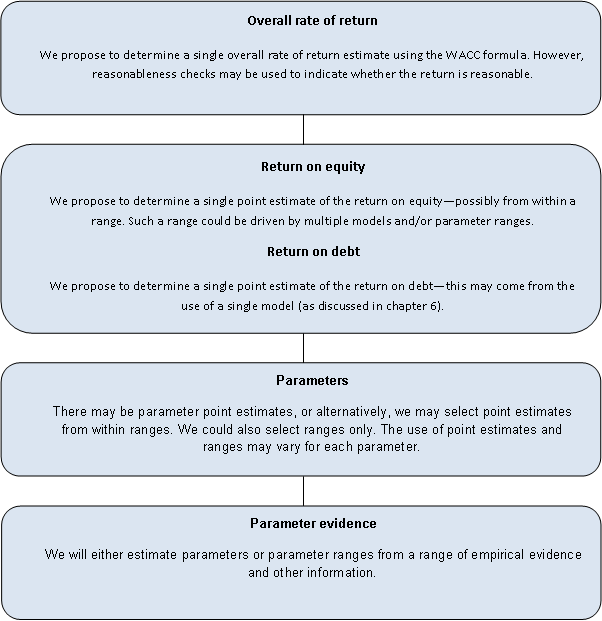 Overall rate of return
We propose to determine a single overall rate of return estimate using the WACC formula. However,
reasonableness checks may be used to indicate whether the return is reasonable.
Return on equity
We propose to determine a single point estimate of the return on equity—possibly from within a
range. Such a range could be driven by multiple models and/or parameter ranges.
Return on debt
We propose to determine a single point estimate of the return on debt—this may come from the
use of a single model (as discussed in chapter 6).
Parameters
There may be parameter point estimates, or alternatively, we may select point estimates
from within ranges. We could also select ranges only. The use of point estimates and
ranges may vary for each parameter.
Parameter evidence
We will either estimate parameters or parameter ranges from a range of empirical evidence
and other information.